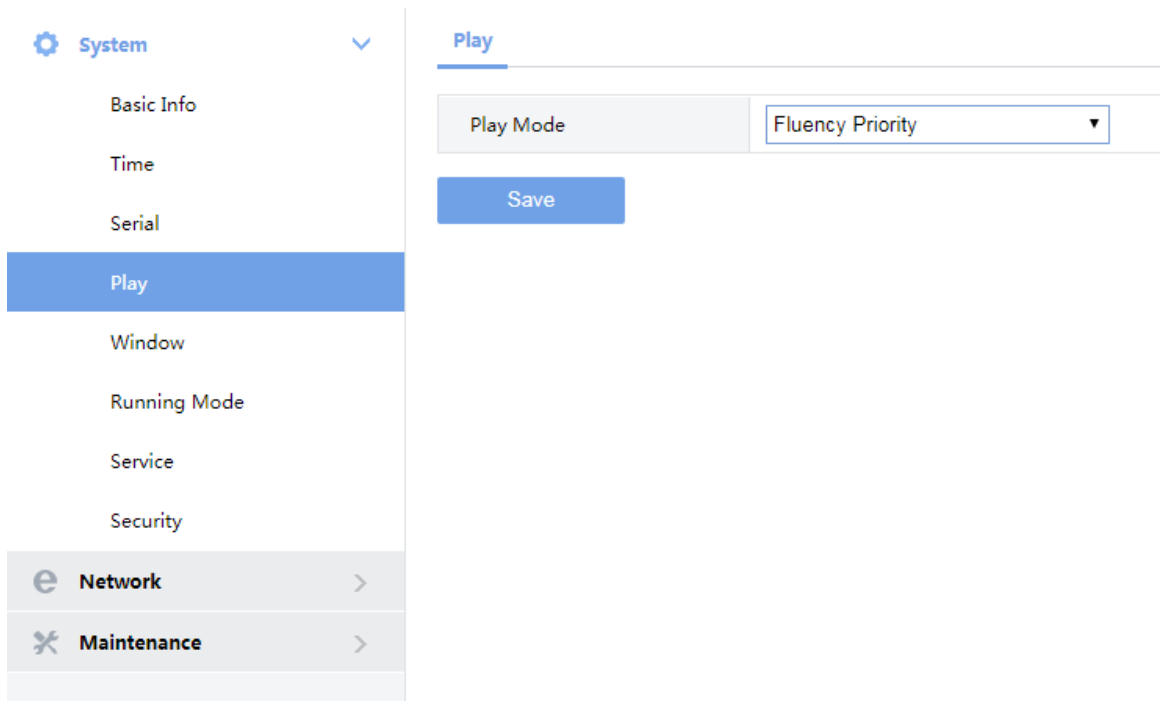 System
Basic Info
Time
Serial
Play
Window
Running Mode
Service
Security
Network
Maintenance
Play
Play Mode
Fluency Priority
Save